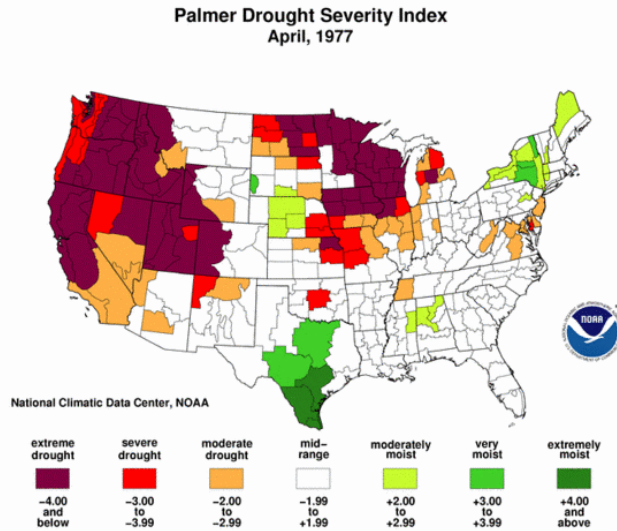 Palmer Drought Severity Index
April, 1977
NOAA
National Climatic Data Center, NOAA
extreme drought
severe drought
moderate drought
mid-range
moderately moist
very moist
extremely moist
−4.00 and below
−3.00 to −3.99
−2.00 to −2.99
−1.99 to +1.99
+2.00 to +2.99
+3.00 to +3.99
+4.00 and above